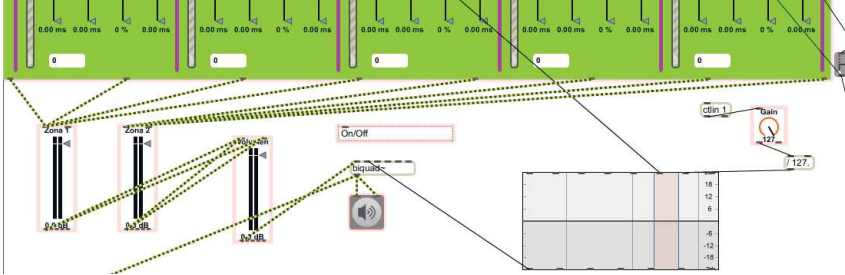 0.00 ms 0.00 ms 0 % 0.00 ms 0.00 ms 0.00 ms 0 % 0.00 ms 0.00 ms 0.00 ms 0 % 0.00 ms 0.00 ms 0.00 ms 0 % 0.00 ms 0.00 ms 0.00 ms 0 % 0.00 ms
0 0 0 0 0
ctlin 1 Gain
Zona 1 Zona 2 On/Off 127.
Volumen
/ 127.
biquad~
18
12
6
0.0 dB 0.0 dB -6
0.0 dB -12
-18